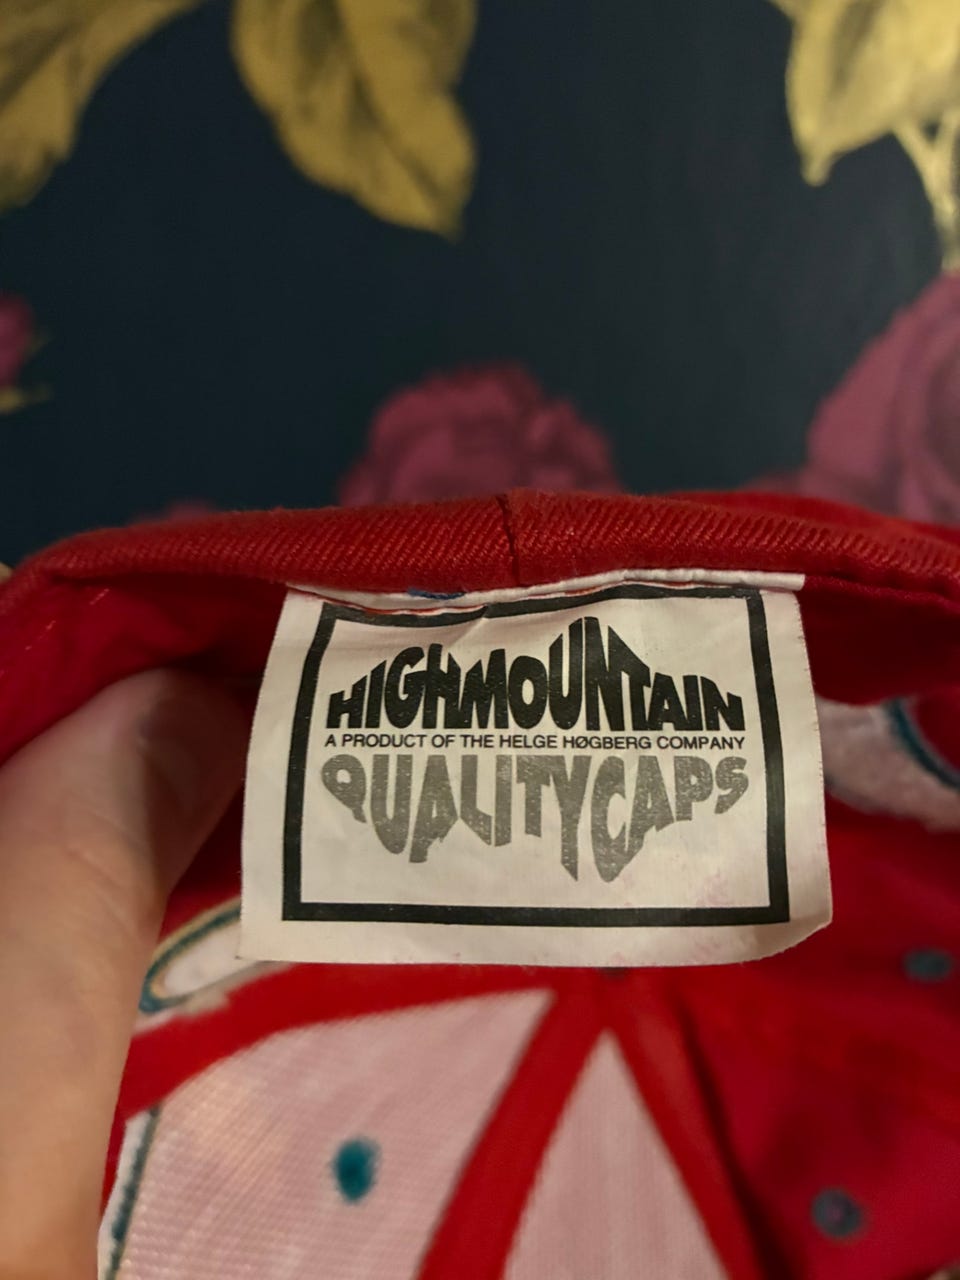 HIGHMOUNTAIN
A PRODUCT OF THE HELGE HØGBERG COMPANY
QUALITYCAPS